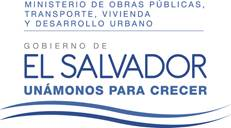 MINISTERIO DE OBRAS PÚBLICAS,
TRANSPORTE, VIVIENDA
Y DESARROLLO URBANO
GOBIERNO DE
EL SALVADOR
UNÁMONOS PARA CRECER